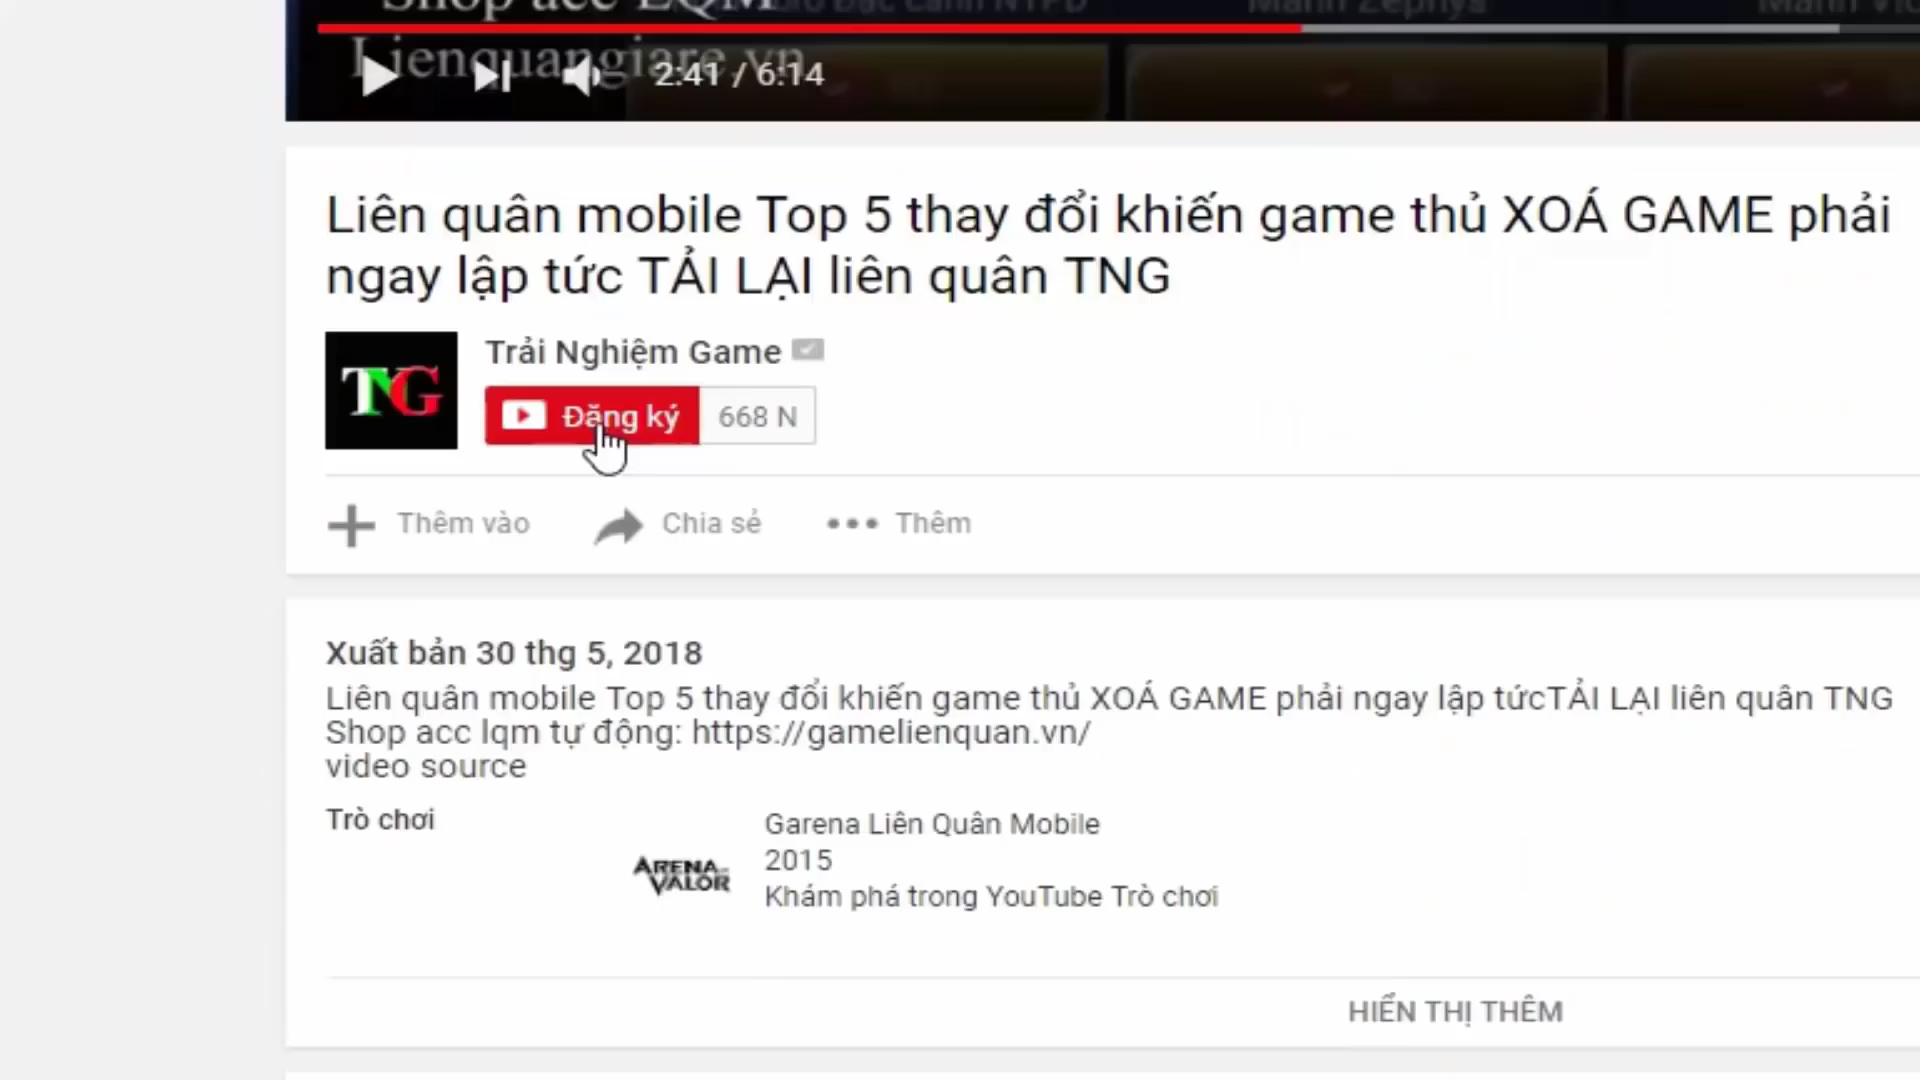 Shop acc LQM
Lienquangiare.vn
2:41 / 6:14
Liên quân mobile Top 5 thay đổi khiến game thủ XOÁ GAME phải
ngay lập tức TẢI LẠI liên quân TNG
TNG
Trải Nghiệm Game
Đăng ký 668 N
Thêm vào Chia sẻ Thêm
Xuất bản 30 thg 5, 2018
Liên quân mobile Top 5 thay đổi khiến game thủ XOÁ GAME phải ngay lập tứcTẢI LẠI liên quân TNG
Shop acc lqm tự động: https://gamelienquan.vn/
video source
Trò chơi
ARENA OF
VALOR
Garena Liên Quân Mobile
2015
Khám phá trong YouTube Trò chơi
HIỂN THỊ THÊM